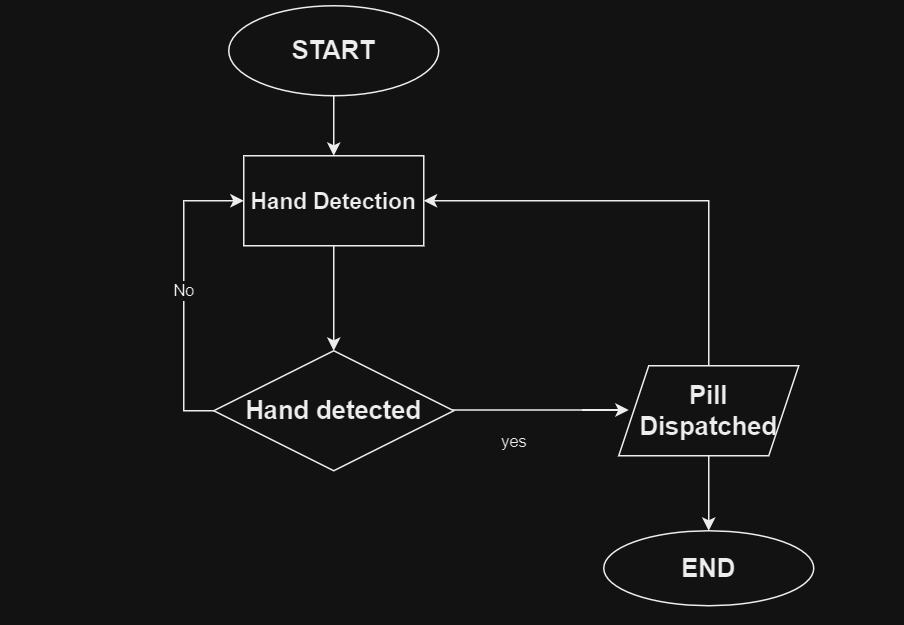 START
Hand Detection
No
Hand detected
yes
Pill
Dispatched
END